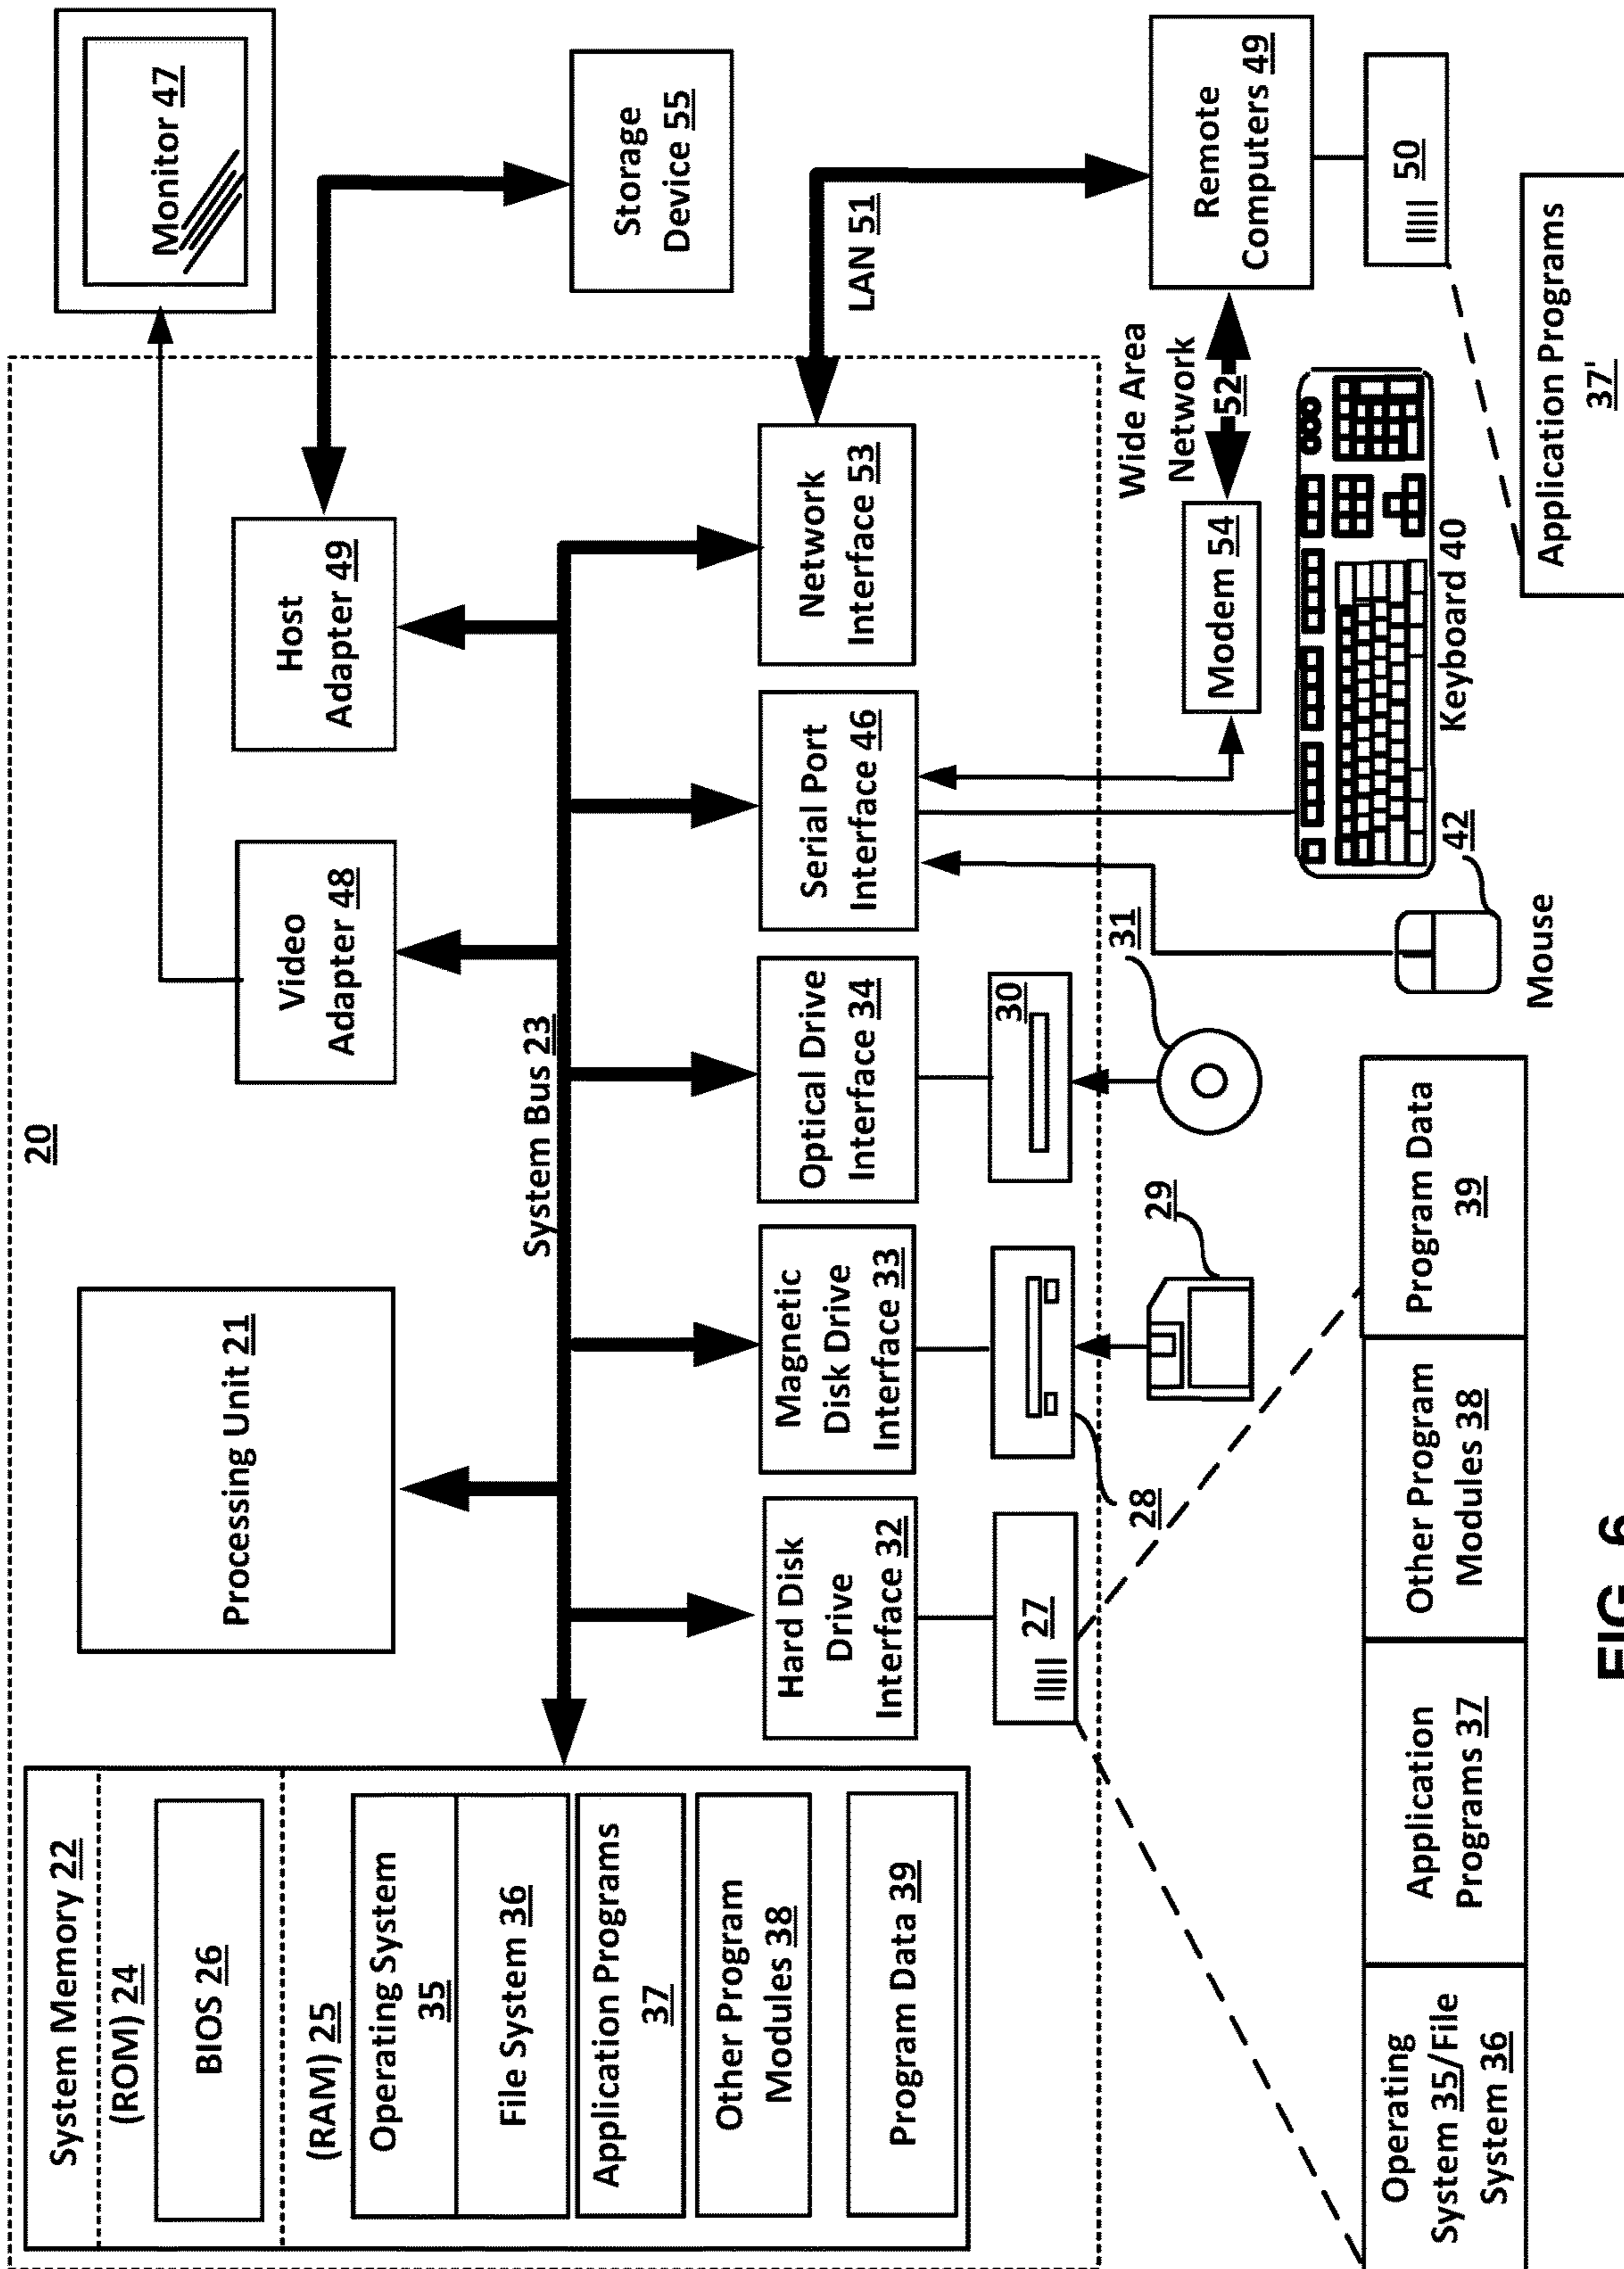 20
System Memory 22
(ROM) 24
BIOS 26
(RAM) 25
Operating System
35
File System 36
Application Programs
37
Other Program
Modules 38
Program Data 39
Processing Unit 21
Video
Adapter 48
Host
Adapter 49
Monitor 47
System Bus 23
Storage
Device 55
Hard Disk
Drive
Interface 32
Magnetic
Disk Drive
Interface 33
Optical Drive
Interface 34
Serial Port
Interface 46
Network
Interface 53
LAN 51
27
28
30
29
31
Wide Area
Network
52
Modem 54
Remote
Computers 49
50
Keyboard 40
42
Mouse
Operating
System 35/File
System 36
Application
Programs 37
Other Program
Modules 38
Program Data
39
Application Programs
37'
FIG. 6